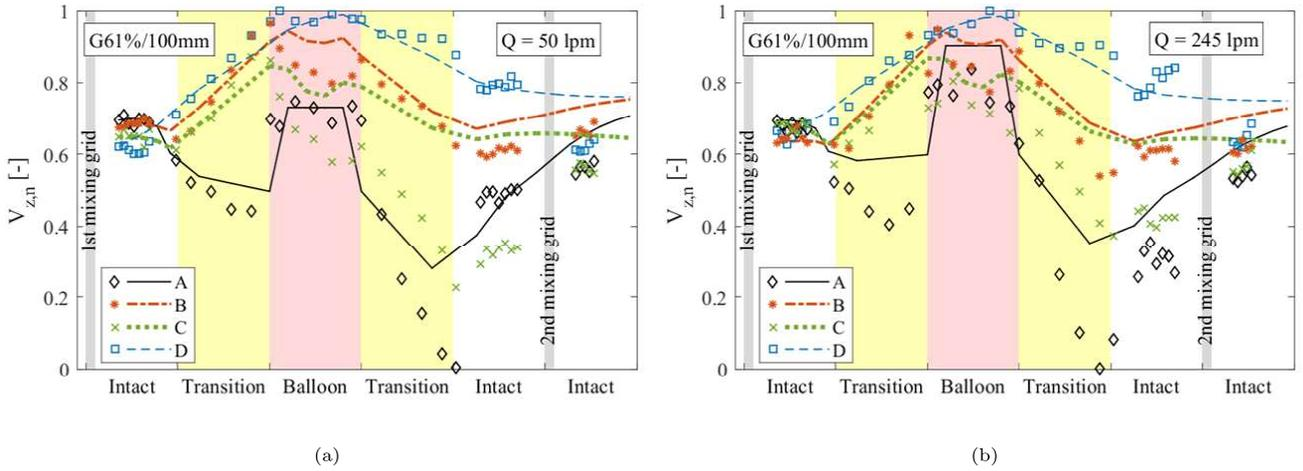 G61%/100mm
Q = 50 lpm
V_{z,n} [-]
1
0.8
0.6
0.4
0.2
0
1st mixing grid
2nd mixing grid
A
B
C
D
Intact Transition Balloon Transition Intact Intact
(a)
G61%/100mm
Q = 245 lpm
V_{z,n} [-]
1
0.8
0.6
0.4
0.2
0
1st mixing grid
2nd mixing grid
A
B
C
D
Intact Transition Balloon Transition Intact Intact
(b)